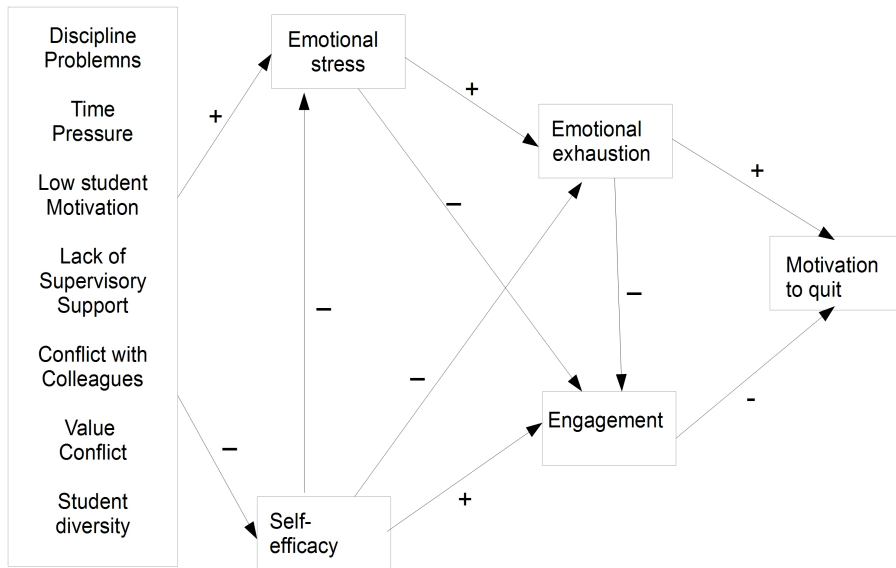 Discipline
Problemns
Time
Pressure
Low student
Motivation
Lack of
Supervisory
Support
Conflict with
Colleagues
Value
Conflict
Student
diversity
+
–
Emotional
stress
–
Self-
efficacy
+
–
–
+
Emotional
exhaustion
–
Engagement
+
-
Motivation
to quit